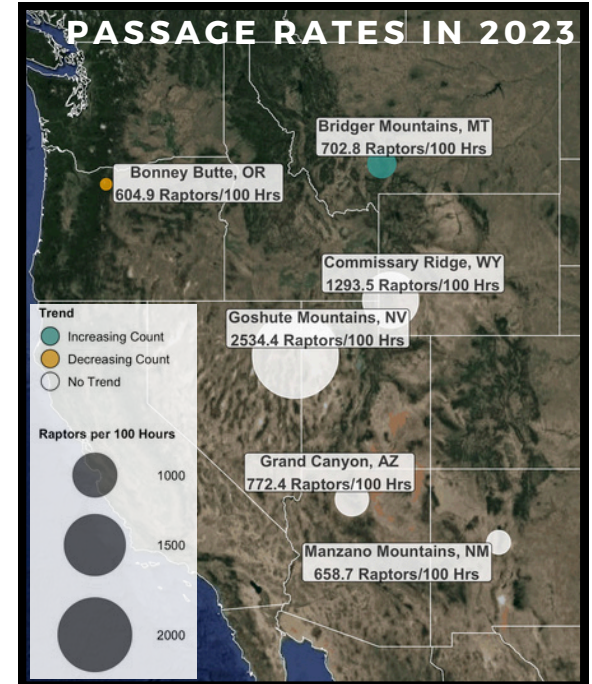 PASSAGE RATES IN 2023
Bridger Mountains, MT
702.8 Raptors/100 Hrs
Bonney Butte, OR
604.9 Raptors/100 Hrs
Commissary Ridge, WY
1293.5 Raptors/100 Hrs
Goshute Mountains, NV
2534.4 Raptors/100 Hrs
Trend
Increasing Count
Decreasing Count
No Trend
Raptors per 100 Hours
1000
1500
2000
Grand Canyon, AZ
772.4 Raptors/100 Hrs
Manzano Mountains, NM
658.7 Raptors/100 Hrs